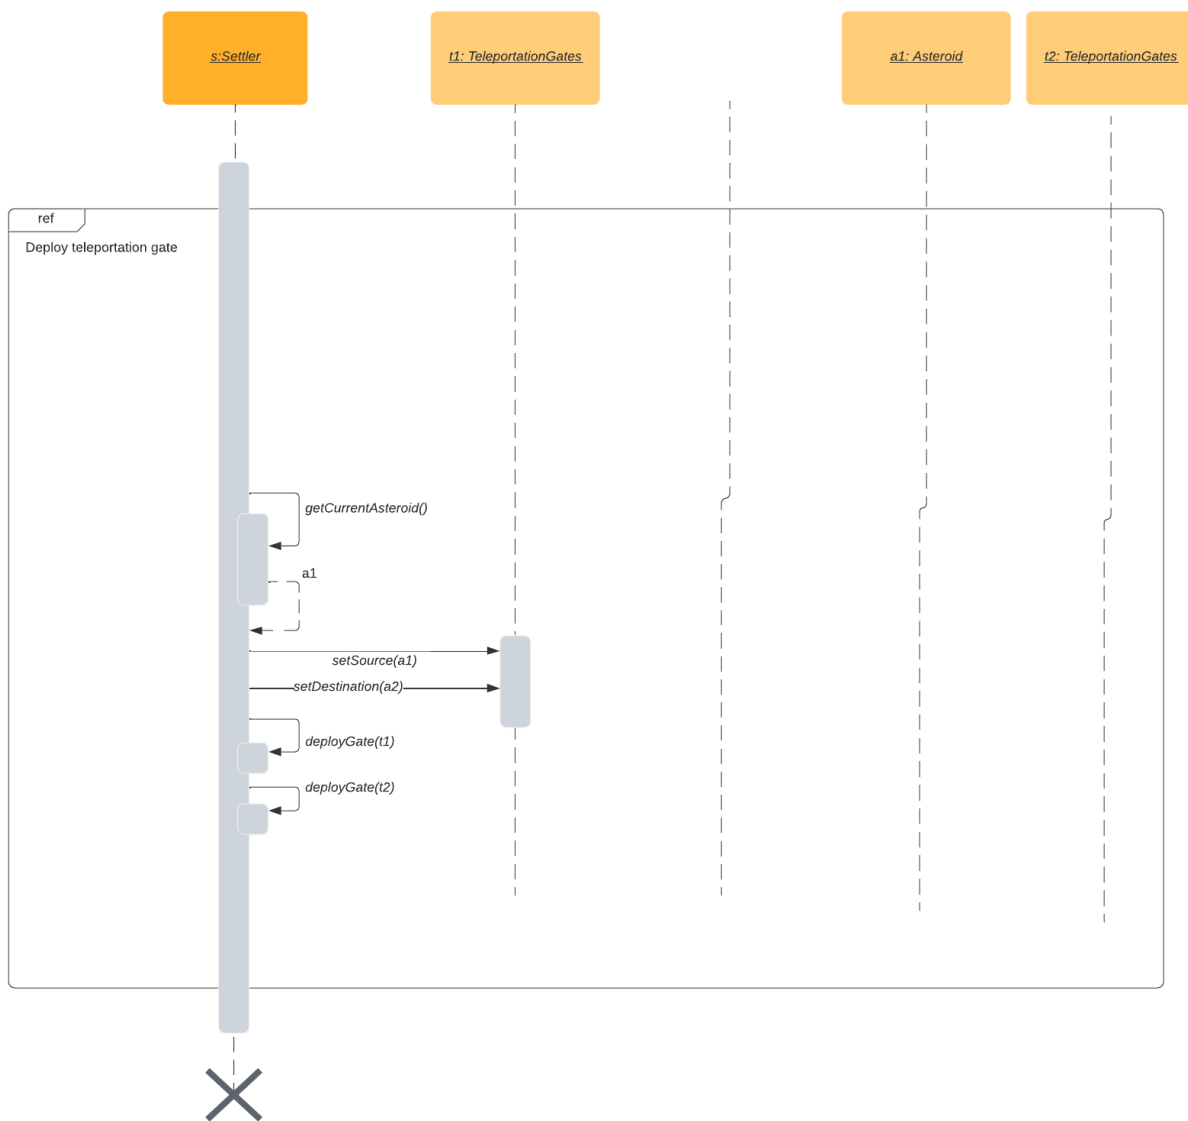 s:Settler
t1: TeleportationGates
a1: Asteroid
t2: TeleportationGates
ref
Deploy teleportation gate
getCurrentAsteroid()
a1
setSource(a1)
setDestination(a2)
deployGate(t1)
deployGate(t2)